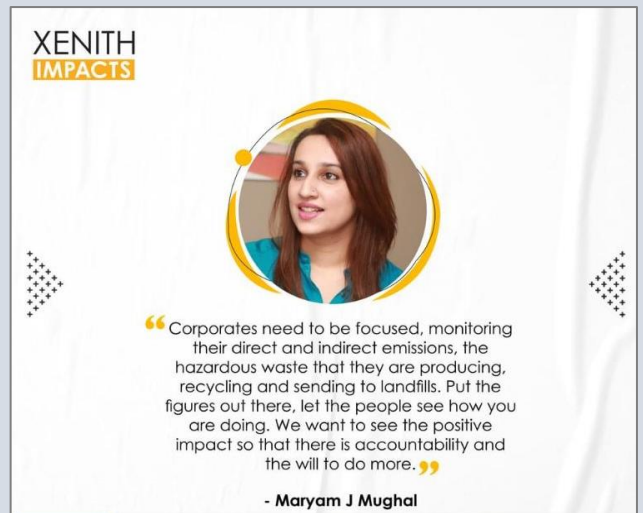 XENITH
IMPACTS
“ Corporates need to be focused, monitoring
their direct and indirect emissions, the
hazardous waste that they are producing,
recycling and sending to landfills. Put the
figures out there, let the people see how you
are doing. We want to see the positive
impact so that there is accountability and
the will to do more. ”
- Maryam J Mughal